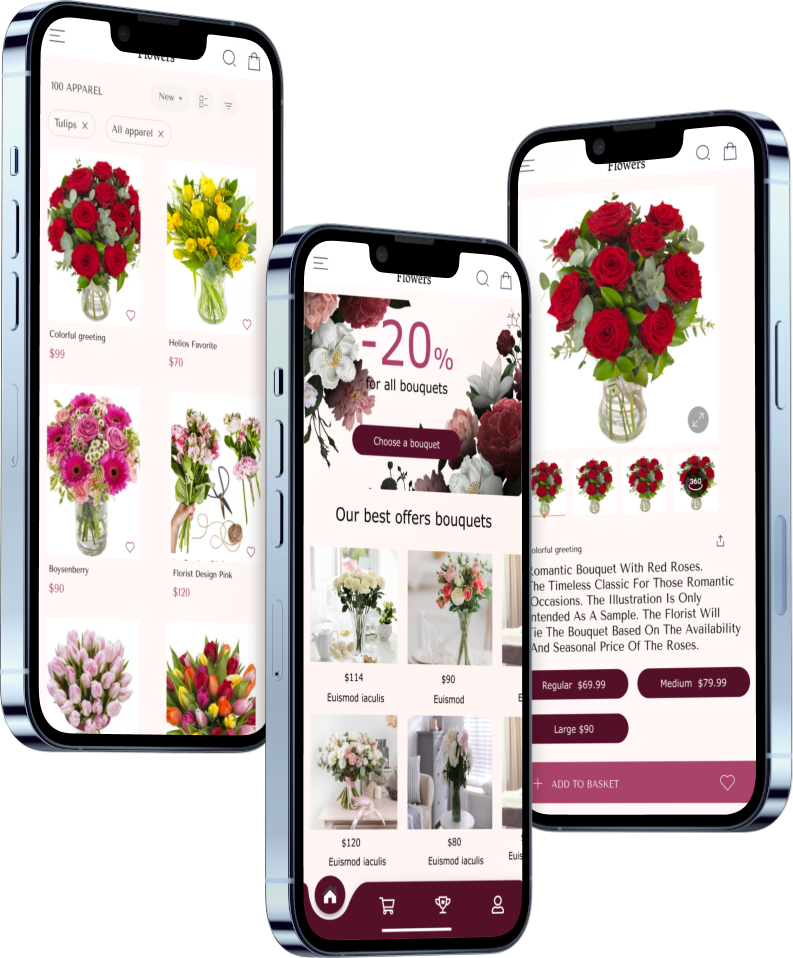 Flowers
100 APPAREL
New
Tulips X
All apparel X
Colorful greeting
$99
Helios Favorite
$70
Boysenberry
$90
Florist Design Pink
$120
Flowers
-20%
for all bouquets
Choose a bouquet
Our best offers bouquets
$114
Euismod iaculis
$90
Euismod
E
$120
Euismod iaculis
$80
Euismod iaculis
Euis
Flowers
360
olorful greeting
omantic Bouquet With Red Roses.
he Timeless Classic For Those Romantic
Occasions. The Illustration Is Only
ntended As A Sample. The Florist Will
ie The Bouquet Based On The Availability
And Seasonal Price Of The Roses.
Regular $69.99
Medium $79.99
Large $90
+ ADD TO BASKET